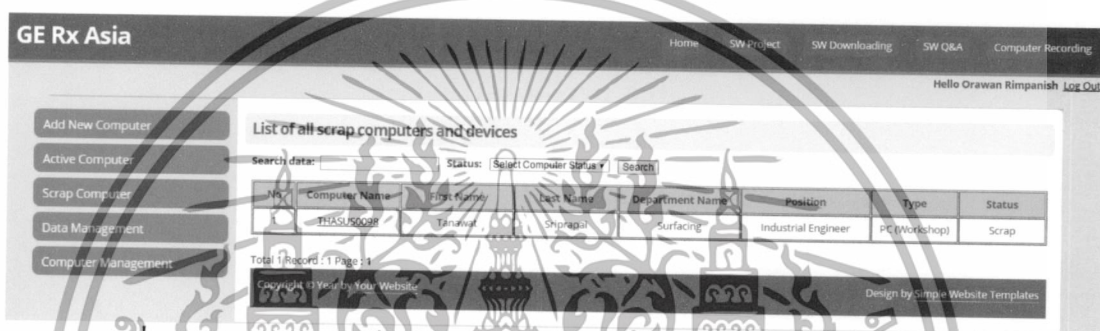 GE Rx Asia
Home SW Project SW Downloading SW Q&A Computer Recording
Hello Orawan Rimpanish Log Out
Add New Computer
Active Computer
Scrap Computer
Data Management
Computer Management
List of all scrap computers and devices
Search data: Status: Select Computer Status Search
No Computer Name First Name Last Name Department Name Position Type Status
1 THASUS009R Tanawat Sriprapai Surfacing Industrial Engineer PC (Workshop) Scrap
Total 1 Record : 1 Page : 1
Copyright © Year by Your Website
Design by Simple Website Templates